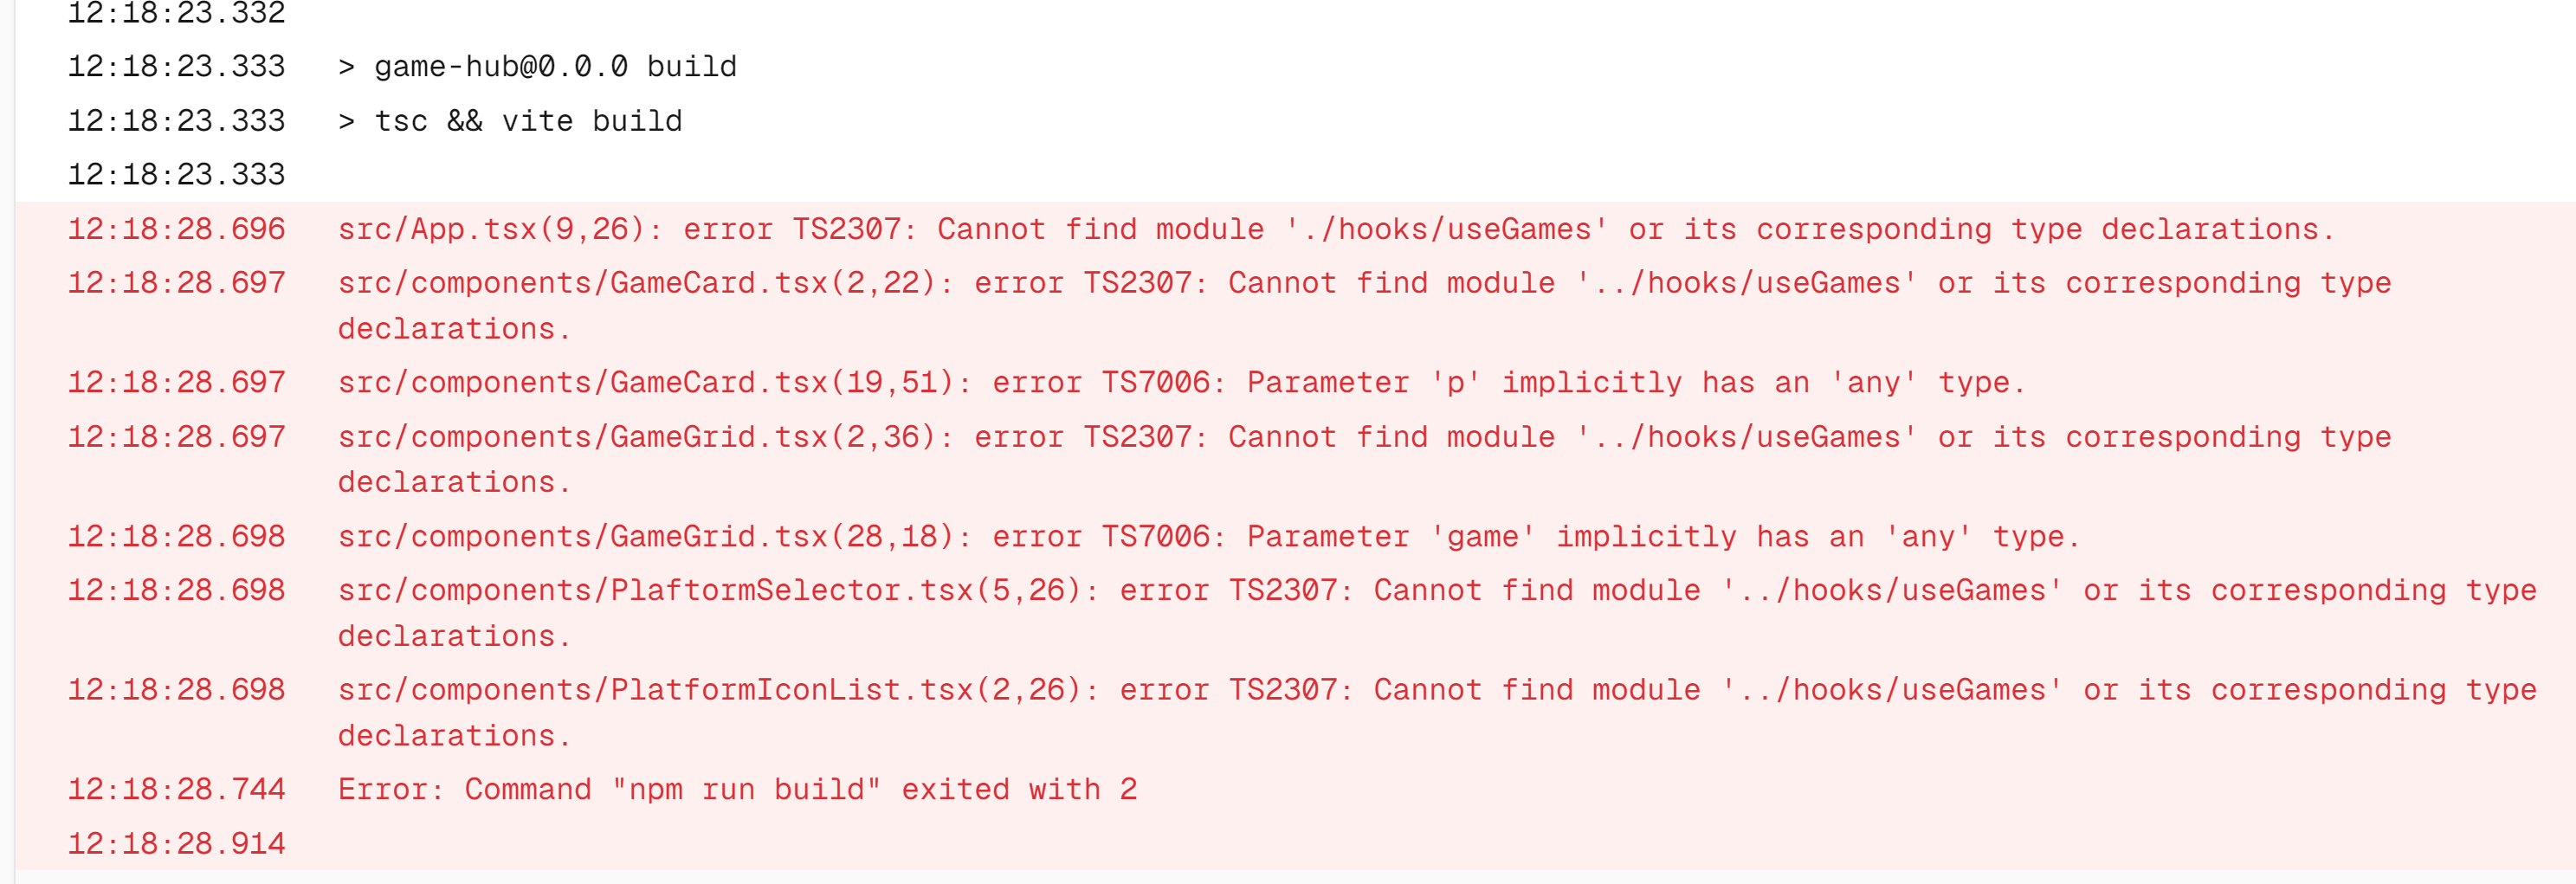 12:18:23.332
12:18:23.333 > game-hub@0.0.0 build
12:18:23.333 > tsc && vite build
12:18:23.333
12:18:28.696 src/App.tsx(9,26): error TS2307: Cannot find module './hooks/useGames' or its corresponding type declarations.
12:18:28.697 src/components/GameCard.tsx(2,22): error TS2307: Cannot find module '../hooks/useGames' or its corresponding type
declarations.
12:18:28.697 src/components/GameCard.tsx(19,51): error TS7006: Parameter 'p' implicitly has an 'any' type.
12:18:28.697 src/components/GameGrid.tsx(2,36): error TS2307: Cannot find module '../hooks/useGames' or its corresponding type
declarations.
12:18:28.698 src/components/GameGrid.tsx(28,18): error TS7006: Parameter 'game' implicitly has an 'any' type.
12:18:28.698 src/components/PlaftormSelector.tsx(5,26): error TS2307: Cannot find module '../hooks/useGames' or its corresponding type
declarations.
12:18:28.698 src/components/PlatformIconList.tsx(2,26): error TS2307: Cannot find module '../hooks/useGames' or its corresponding type
declarations.
12:18:28.744 Error: Command "npm run build" exited with 2
12:18:28.914